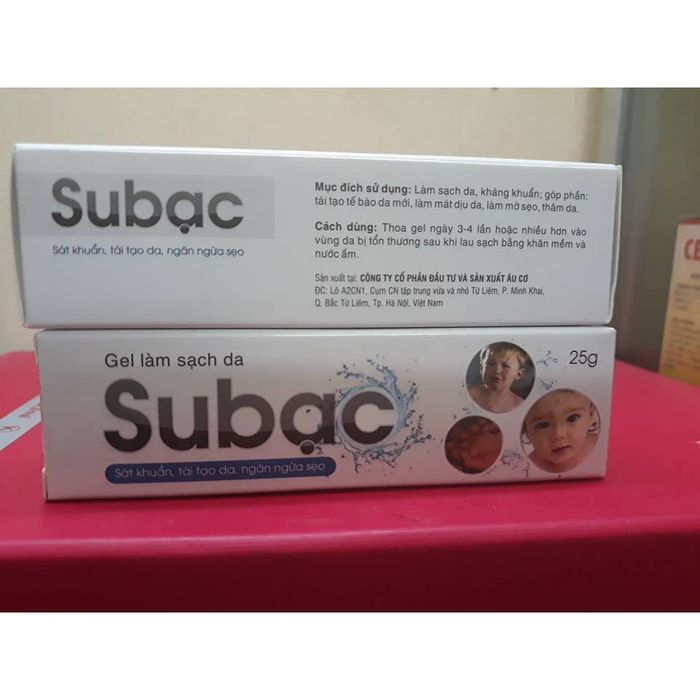 Subạc
Sát khuẩn, tái tạo da, ngăn ngừa sẹo
Mục đích sử dụng: Làm sạch da, kháng khuẩn; góp phần:
tái tạo tế bào da mới, làm mát dịu da, làm mờ sẹo, thâm da.
Cách dùng: Thoa gel ngày 3-4 lần hoặc nhiều hơn vào
vùng da bị tổn thương sau khi lau sạch bằng khăn mềm và
nước ấm.
Sản xuất tại: CÔNG TY CỔ PHẦN ĐẦU TƯ VÀ SẢN XUẤT ÂU CƠ
ĐC: Lô A2CN1, Cụm CN tập trung vừa và nhỏ Từ Liêm, P. Minh Khai,
Q. Bắc Từ Liêm, Tp. Hà Nội, Việt Nam
Gel làm sạch da
25g
Subạc
Sát khuẩn, tái tạo da, ngăn ngừa sẹo